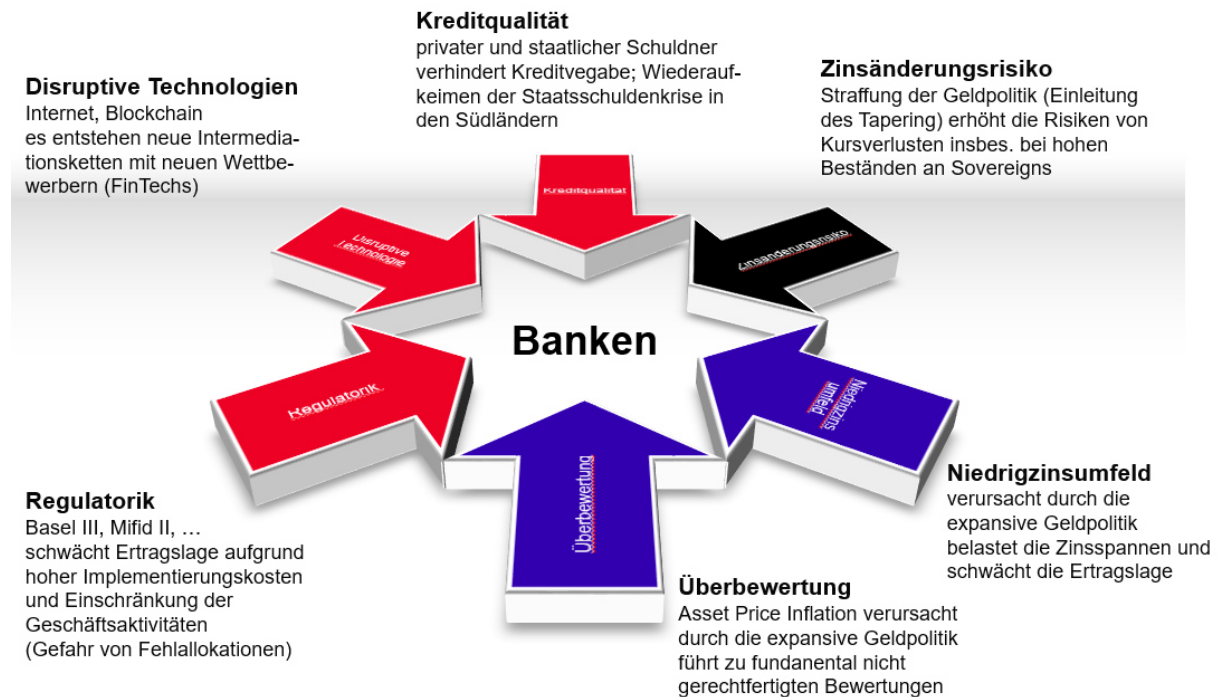 Kreditqualität
privater und staatlicher Schuldner
verhindert Kreditvegabe; Wiederauf-
keimen der Staatsschuldenkrise in
den Südländern
Disruptive Technologien
Internet, Blockchain
es entstehen neue Intermedia-
tionsketten mit neuen Wettbe-
werbern (FinTechs)
Zinsänderungsrisiko
Straffung der Geldpolitik (Einleitung
des Tapering) erhöht die Risiken von
Kursverlusten insbes. bei hohen
Beständen an Sovereigns
Kreditqualität
Disruptive
Technologie
Zinsänderungsrisiko
Banken
Regulatorik
Niedrigzins
umfeld
Überbewertung
Regulatorik
Basel III, Mifid II, …
schwächt Ertragslage aufgrund
hoher Implementierungskosten
und Einschränkung der
Geschäftsaktivitäten
(Gefahr von Fehlallokationen)
Niedrigzinsumfeld
verursacht durch die
expansive Geldpolitik
belastet die Zinsspannen und
schwächt die Ertragslage
Überbewertung
Asset Price Inflation verursacht
durch die expansive Geldpolitik
führt zu fundanental nicht
gerechtfertigten Bewertungen